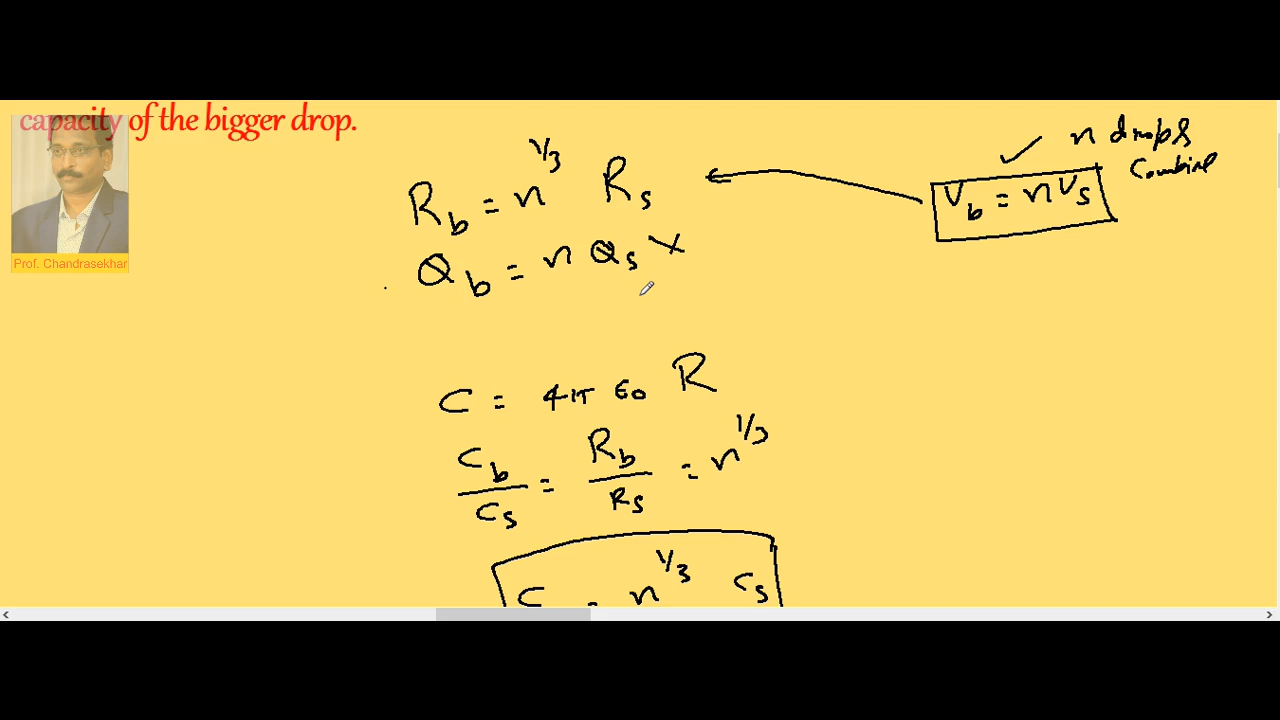 capacity of the bigger drop.
Prof. Chandrasekhar
n drops
Combine
V_b = n V_s
R_b = n^{1/3} R_s
Q_b = n Q_s ×
C = 4π ε0 R
C_b/C_s = R_b/R_s = n^{1/3}
C = n^{1/3} C_s